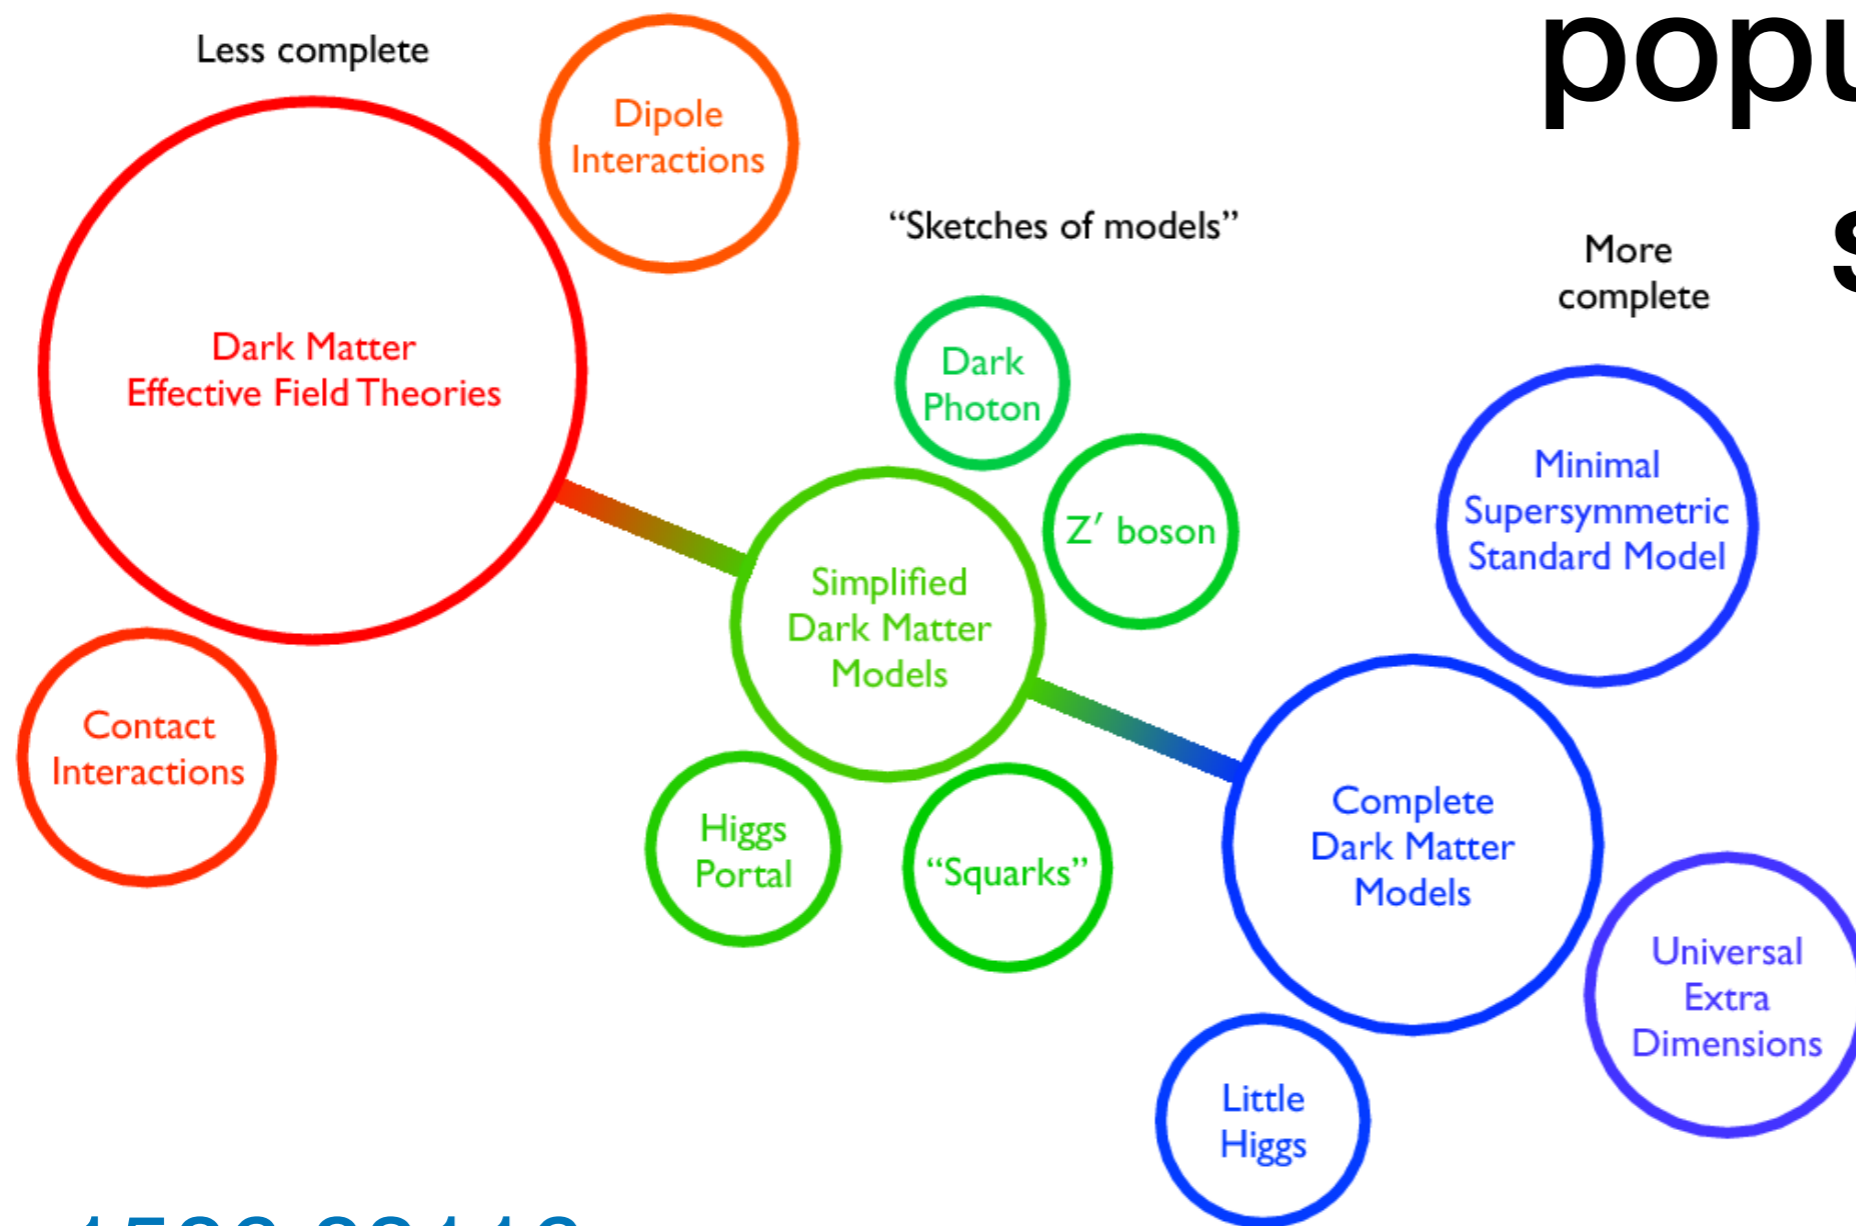 Less complete
Dipole
Interactions
“Sketches of models”
More
complete
Dark Matter
Effective Field Theories
Dark
Photon
Z′ boson
Minimal
Supersymmetric
Standard Model
Simplified
Dark Matter
Models
Contact
Interactions
Higgs
Portal
“Squarks”
Complete
Dark Matter
Models
Universal
Extra
Dimensions
Little
Higgs